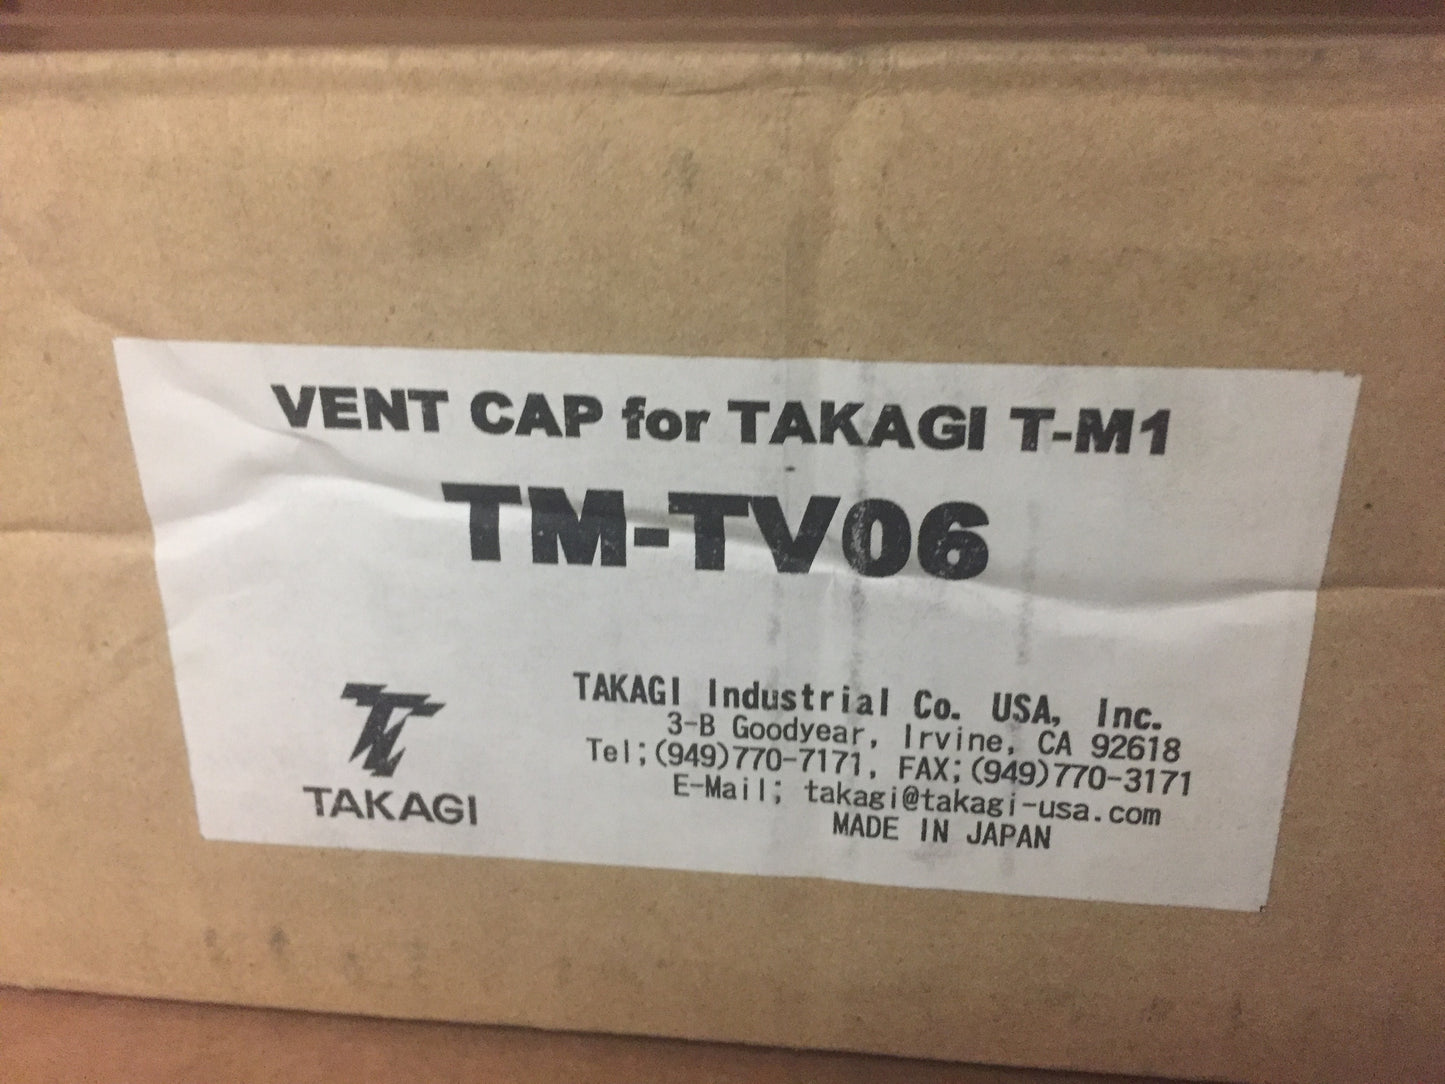 VENT CAP for TAKAGI T-M1
TM-TV06
TAKAGI
TAKAGI Industrial Co. USA, Inc.
3-B Goodyear, Irvine, CA 92618
Tel;(949)770-7171, FAX;(949)770-3171
E-Mail; takagi@takagi-usa.com
MADE IN JAPAN